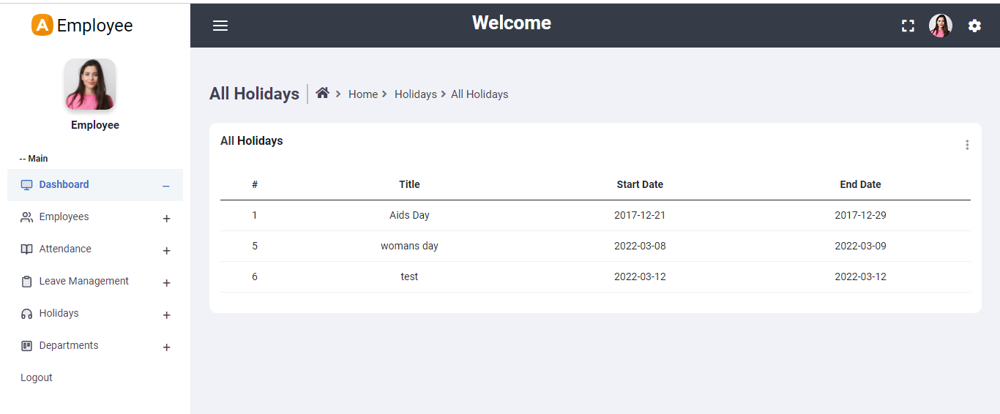 A Employee
Welcome
Employee
-- Main
Dashboard
Employees
Attendance
Leave Management
Holidays
Departments
Logout
All Holidays
Home Holidays All Holidays
All Holidays
# Title Start Date End Date
1 Aids Day 2017-12-21 2017-12-29
5 womans day 2022-03-08 2022-03-09
6 test 2022-03-12 2022-03-12